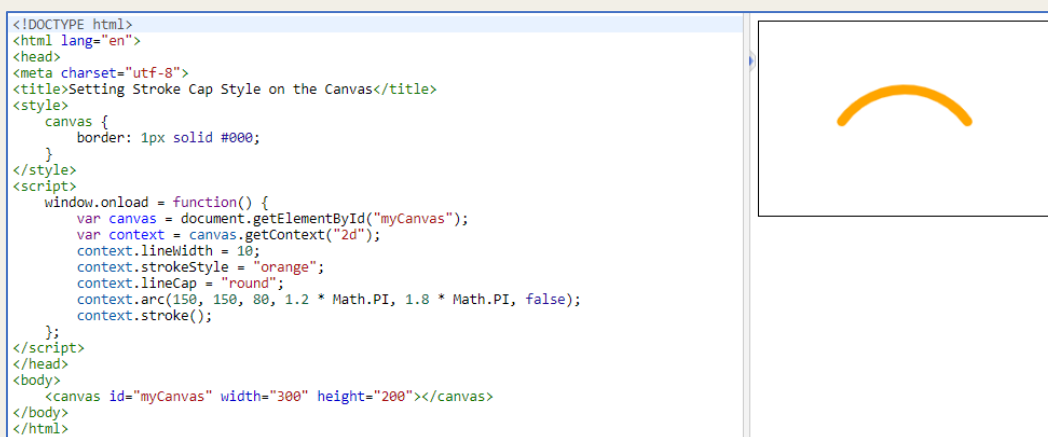 <!DOCTYPE html>
<html lang="en">
<head>
<meta charset="utf-8">
<title>Setting Stroke Cap Style on the Canvas</title>
<style>
    canvas {
        border: 1px solid #000;
    }
</style>
<script>
    window.onload = function() {
        var canvas = document.getElementById("myCanvas");
        var context = canvas.getContext("2d");
        context.lineWidth = 10;
        context.strokeStyle = "orange";
        context.lineCap = "round";
        context.arc(150, 150, 80, 1.2 * Math.PI, 1.8 * Math.PI, false);
        context.stroke();
    };
</script>
</head>
<body>
    <canvas id="myCanvas" width="300" height="200"></canvas>
</body>
</html>